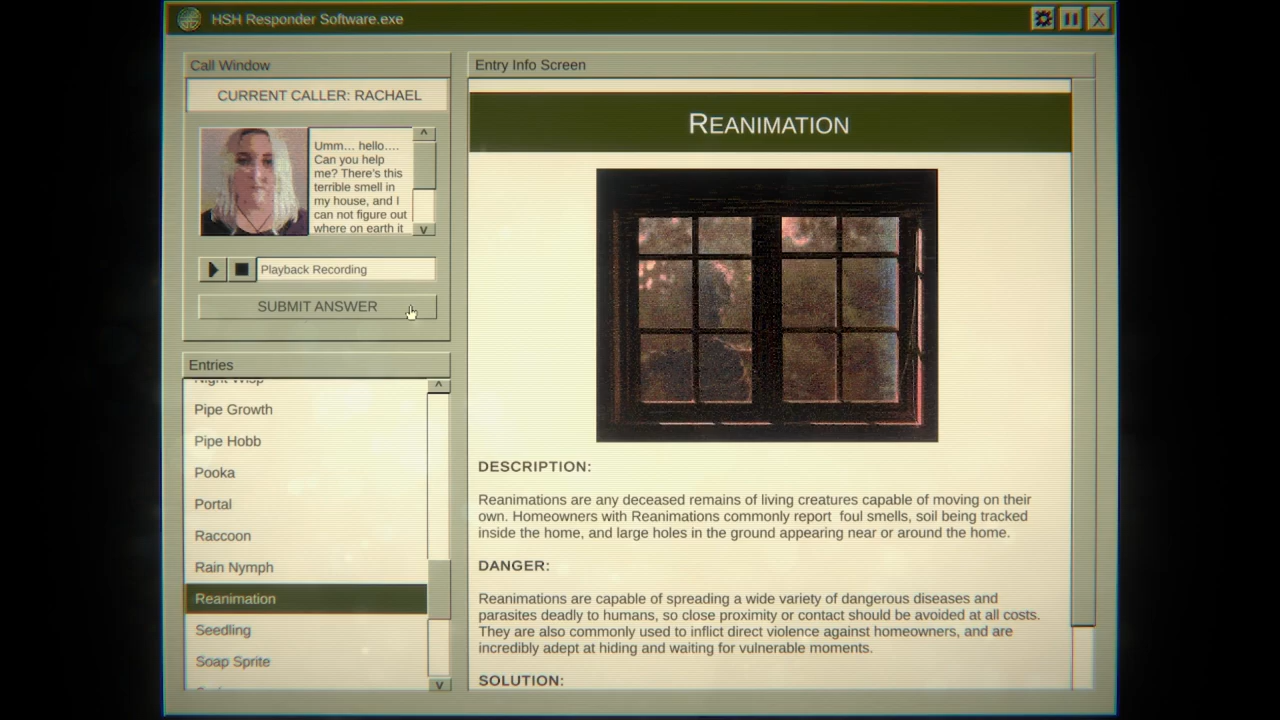 HSH Responder Software.exe
Call Window
CURRENT CALLER: RACHAEL
Umm... hello....
Can you help
me? There's this
terrible smell in
my house, and I
can not figure out
where on earth it
Playback Recording
SUBMIT ANSWER
Entries
Night Wisp
Pipe Growth
Pipe Hobb
Pooka
Portal
Raccoon
Rain Nymph
Reanimation
Seedling
Soap Sprite
Entry Info Screen
REANIMATION
DESCRIPTION:
Reanimations are any deceased remains of living creatures capable of moving on their
own. Homeowners with Reanimations commonly report  foul smells, soil being tracked
inside the home, and large holes in the ground appearing near or around the home.
DANGER:
Reanimations are capable of spreading a wide variety of dangerous diseases and
parasites deadly to humans, so close proximity or contact should be avoided at all costs.
They are also commonly used to inflict direct violence against homeowners, and are
incredibly adept at hiding and waiting for vulnerable moments.
SOLUTION: